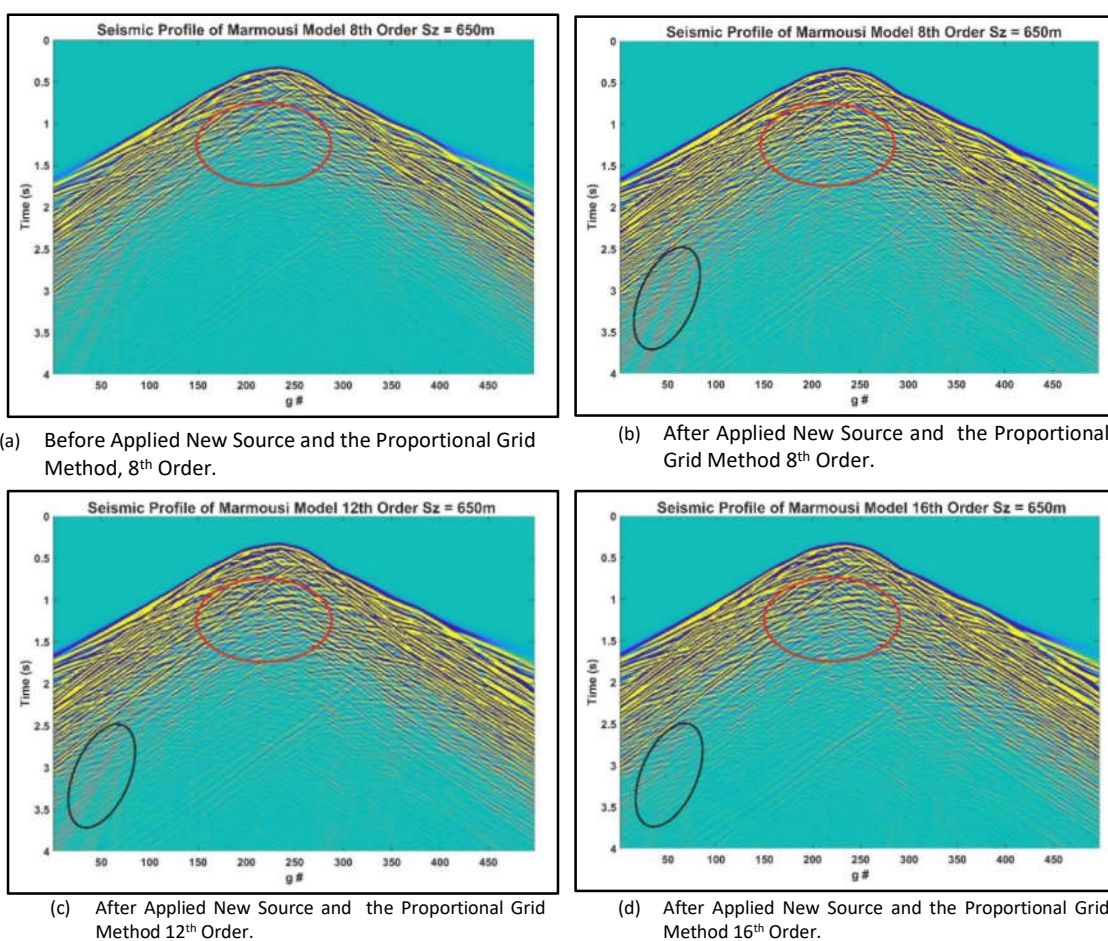 Seismic Profile of Marmousi Model 8th Order Sz = 650m
0
0.5
1
1.5
2
2.5
3
3.5
4
Time (s)
50 100 150 200 250 300 350 400 450
g #
(a) Before Applied New Source and the Proportional Grid
Method, 8th Order.
Seismic Profile of Marmousi Model 8th Order Sz = 650m
0
0.5
1
1.5
2
2.5
3
3.5
4
Time (s)
50 100 150 200 250 300 350 400 450
g #
(b) After Applied New Source and the Proportional
Grid Method 8th Order.
Seismic Profile of Marmousi Model 12th Order Sz = 650m
0
0.5
1
1.5
2
2.5
3
3.5
4
Time (s)
50 100 150 200 250 300 350 400 450
g #
(c) After Applied New Source and the Proportional Grid
Method 12th Order.
Seismic Profile of Marmousi Model 16th Order Sz = 650m
0
0.5
1
1.5
2
2.5
3
3.5
4
Time (s)
50 100 150 200 250 300 350 400 450
g #
(d) After Applied New Source and the Proportional Grid
Method 16th Order.